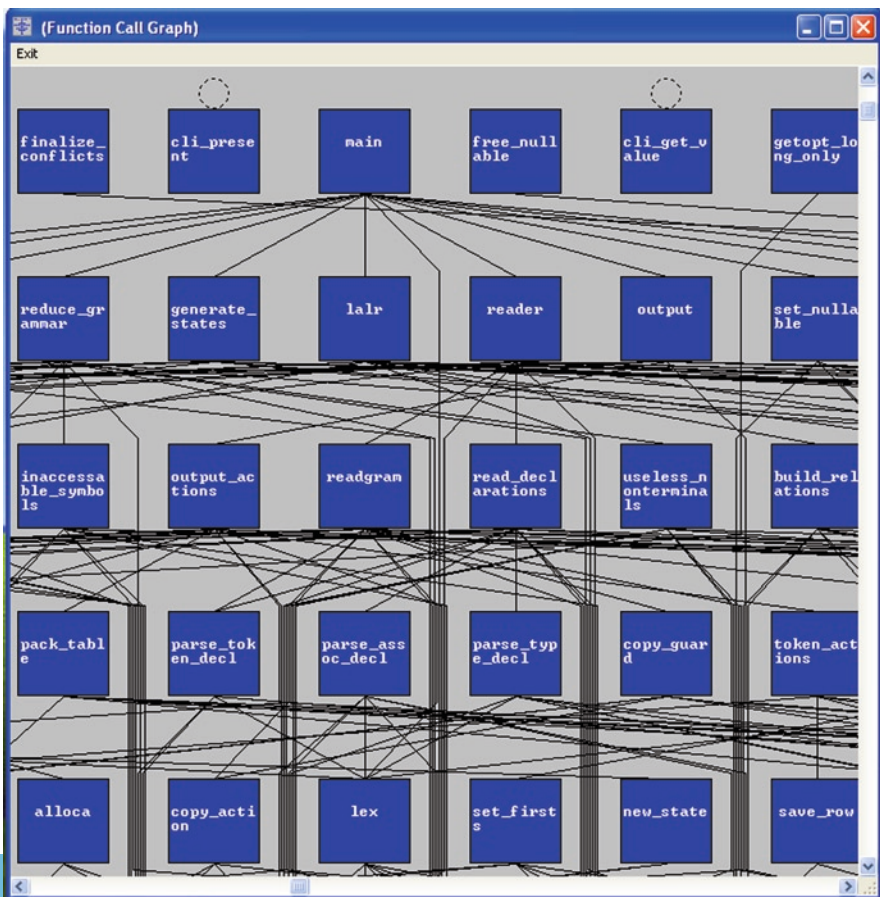 (Function Call Graph)
Exit
finalize_
conflicts
cli_prese
nt
main
free_null
able
cli_get_v
alue
getopt_lo
ng_only
reduce_gr
ammar
generate_
states
lalr
reader
output
set_nulla
ble
inaccessa
ble_symbo
ls
output_ac
tions
readgram
read_decl
arations
useless_n
ontermina
ls
build_rel
ations
pack_tabl
e
parse_tok
en_decl
parse_ass
oc_decl
parse_typ
e_decl
copy_guar
d
token_act
ions
alloca
copy_acti
on
lex
set_first
s
new_state
save_row